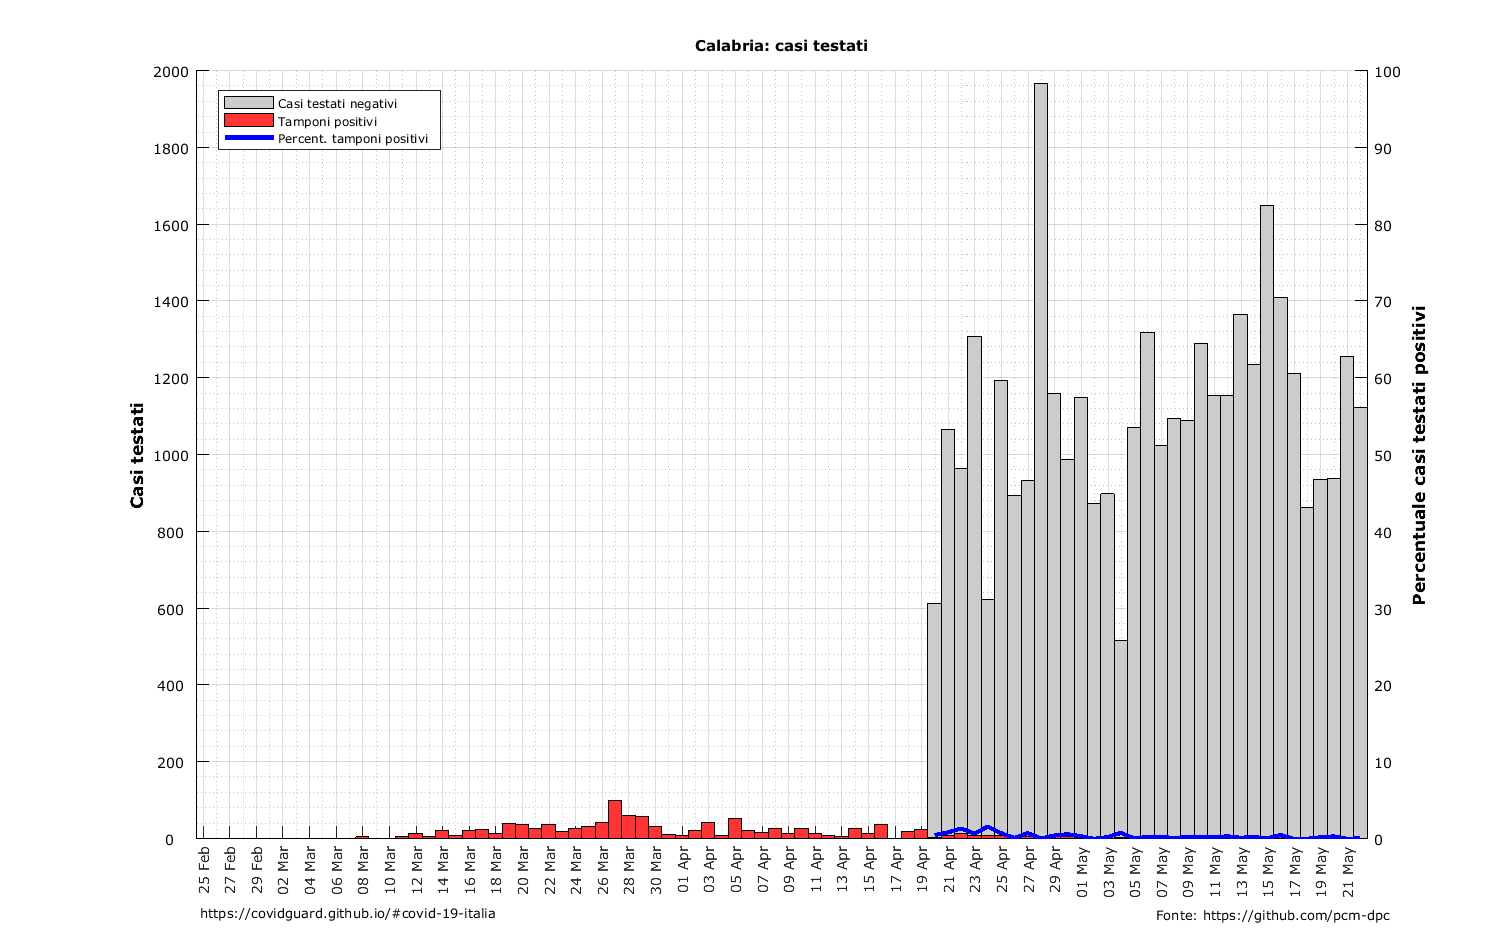 Calabria: casi testati
Casi testati negativi
Tamponi positivi
Percent. tamponi positivi
Casi testati
2000
1800
1600
1400
1200
1000
800
600
400
200
0
100
90
80
70
60
50
40
30
20
10
0
Percentuale casi testati positivi
25 Feb
27 Feb
29 Feb
02 Mar
04 Mar
06 Mar
08 Mar
10 Mar
12 Mar
14 Mar
16 Mar
18 Mar
20 Mar
22 Mar
24 Mar
26 Mar
28 Mar
30 Mar
01 Apr
03 Apr
05 Apr
07 Apr
09 Apr
11 Apr
13 Apr
15 Apr
17 Apr
19 Apr
21 Apr
23 Apr
25 Apr
27 Apr
29 Apr
01 May
03 May
05 May
07 May
09 May
11 May
13 May
15 May
17 May
19 May
21 May
https://covidguard.github.io/#covid-19-italia
Fonte: https://github.com/pcm-dpc